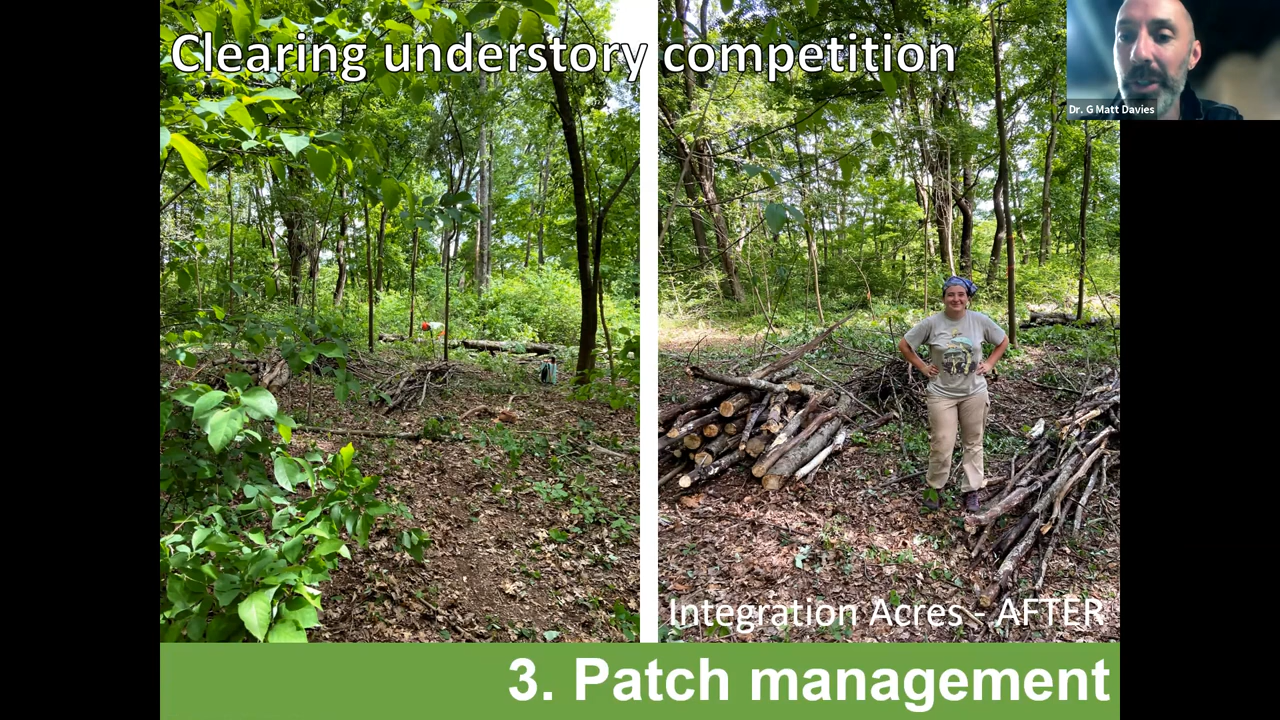 Clearing understory competition
Dr. G Matt Davies
Integration Acres - AFTER
3. Patch management